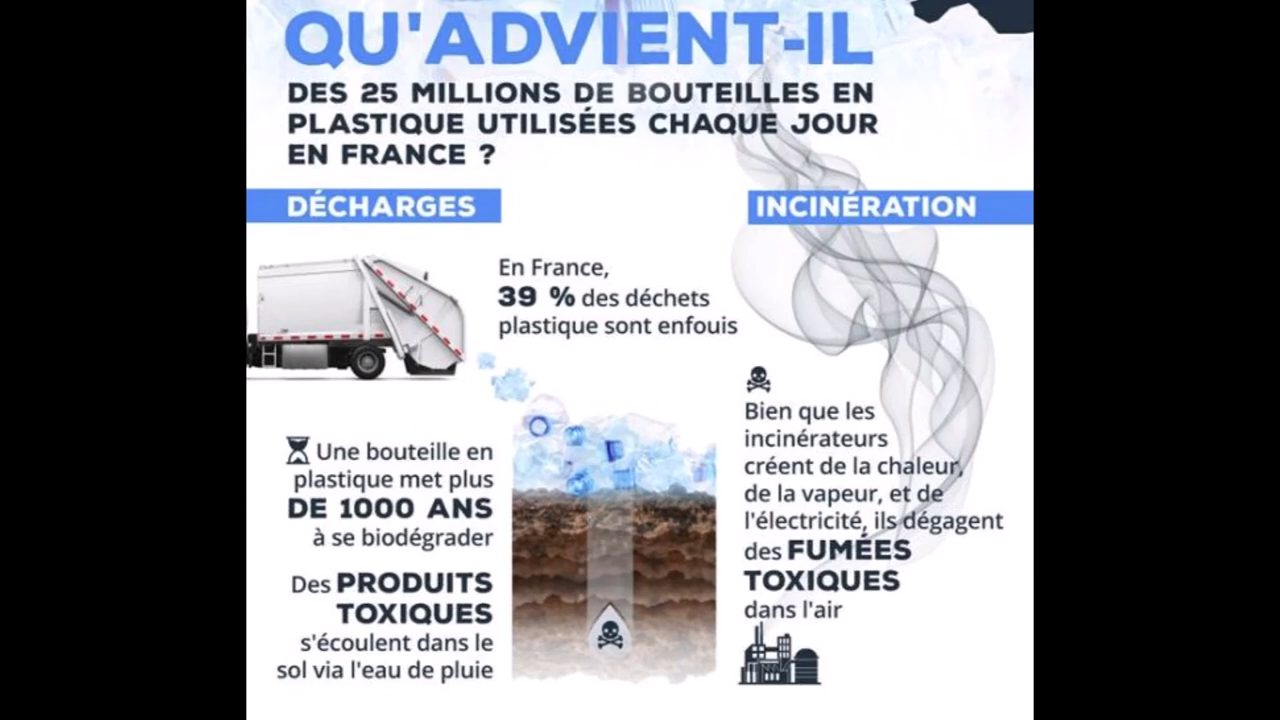 QU'ADVIENT-IL
DES 25 MILLIONS DE BOUTEILLES EN
PLASTIQUE UTILISÉES CHAQUE JOUR
EN FRANCE ?
DÉCHARGES
En France,
39 % des déchets
plastique sont enfouis
Une bouteille en
plastique met plus
DE 1000 ANS
à se biodégrader
Des PRODUITS
TOXIQUES
s'écoulent dans le
sol via l'eau de pluie
INCINÉRATION
Bien que les
incinérateurs
créent de la chaleur,
de la vapeur, et de
l'électricité, ils dégagent
des FUMÉES
TOXIQUES
dans l'air